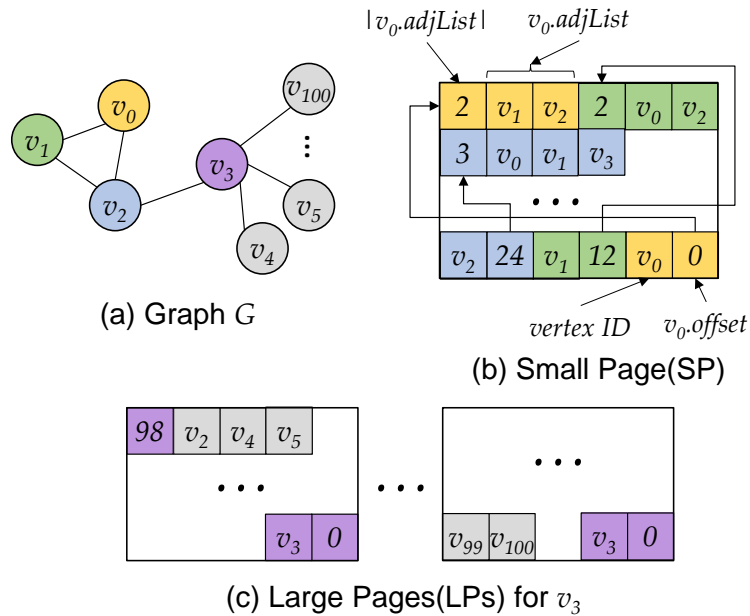 |v₀.adjList| v₀.adjList
v₀ v₁ v₂ v₃ v₁₀₀ ⋮ v₅ v₄
2 v₁ v₂ 2 v₀ v₂
3 v₀ v₁ v₃
• • •
v₂ 24 v₁ 12 v₀ 0
vertex ID v₀.offset
(a) Graph G
(b) Small Page(SP)
98 v₂ v₄ v₅
• • • • • • • • •
v₃ 0 v₉₉ v₁₀₀ v₃ 0
(c) Large Pages(LPs) for v₃